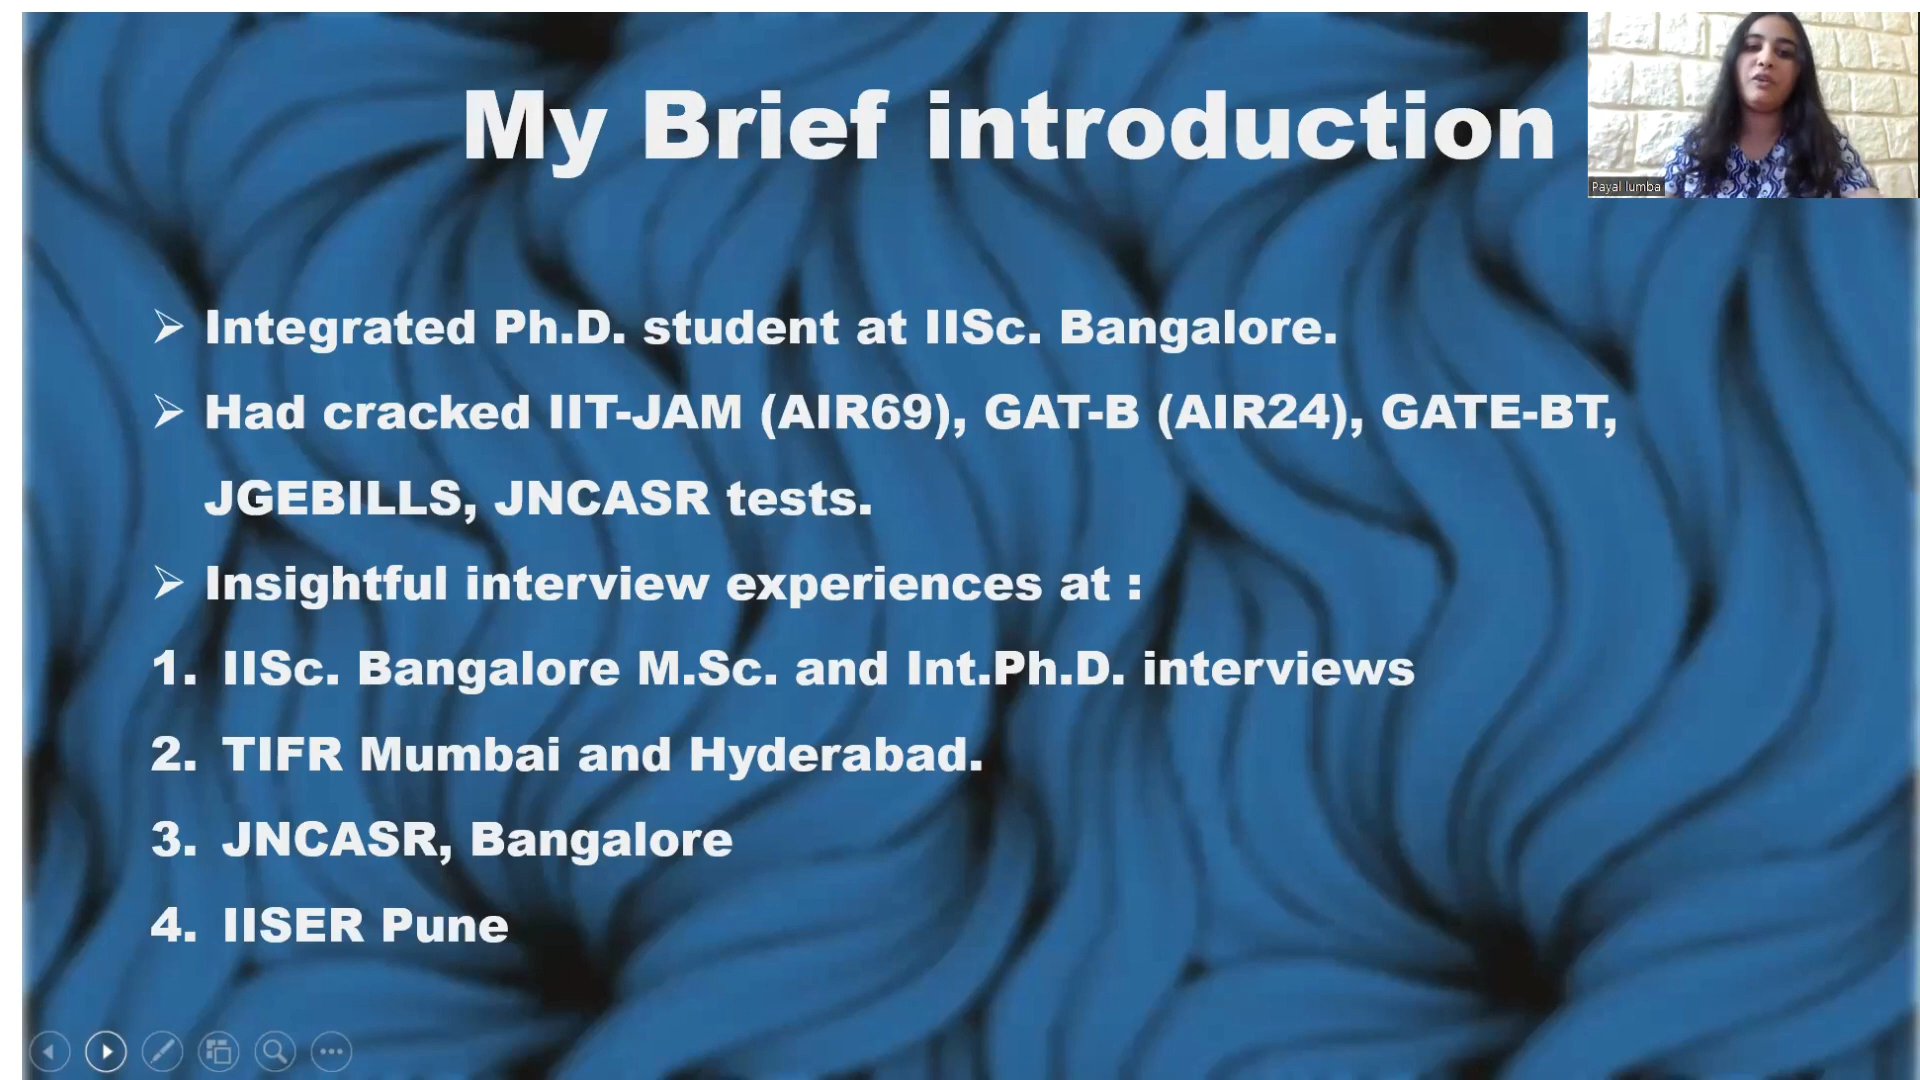 My Brief introduction
Payal lumba
➢ Integrated Ph.D. student at IISc. Bangalore.
➢ Had cracked IIT-JAM (AIR69), GAT-B (AIR24), GATE-BT,
JGEBILLS, JNCASR tests.
➢ Insightful interview experiences at :
1. IISc. Bangalore M.Sc. and Int.Ph.D. interviews
2. TIFR Mumbai and Hyderabad.
3. JNCASR, Bangalore
4. IISER Pune